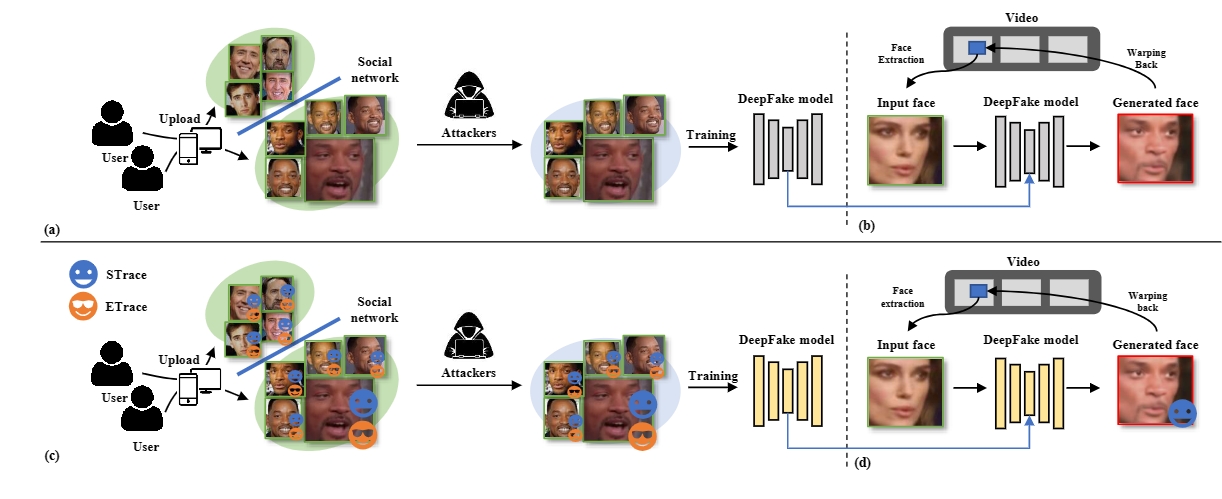 Social
network
Upload
User
User
Attackers
Training
DeepFake model
(a)
Video
Face
Extraction
Warping
Back
Input face
DeepFake model
Generated face
(b)
STrace
ETrace
Social
network
Upload
User
User
Attackers
Training
DeepFake model
(c)
Video
Face
extraction
Warping
back
Input face
DeepFake model
Generated face
(d)